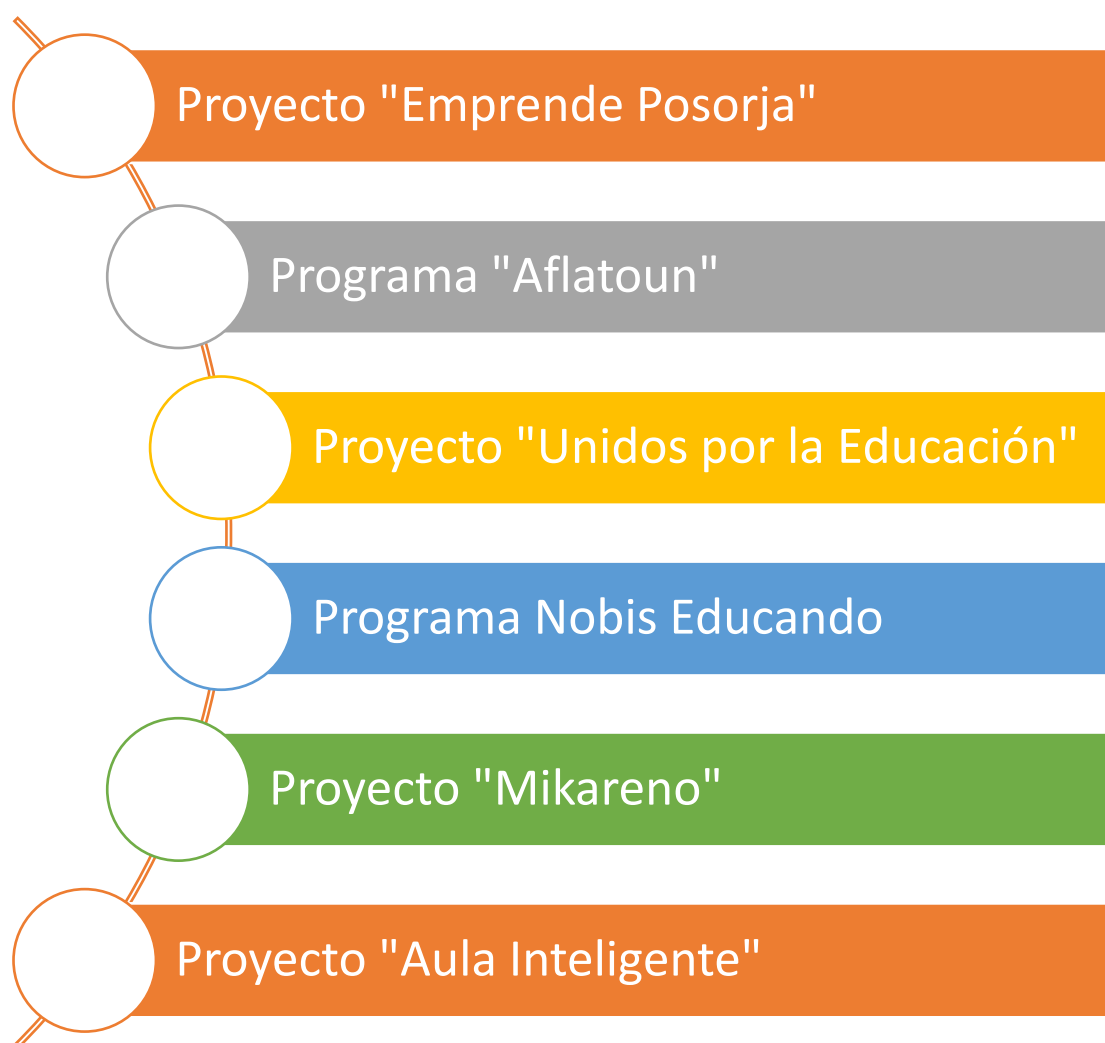 Proyecto "Emprende Posorja"
Programa "Aflatoun"
Proyecto "Unidos por la Educación"
Programa Nobis Educando
Proyecto "Mikareno"
Proyecto "Aula Inteligente"